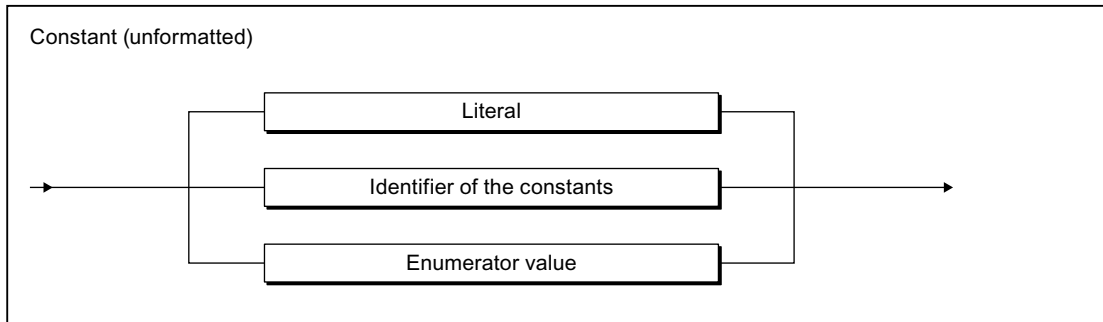 Constant (unformatted)
Literal
Identifier of the constants
Enumerator value